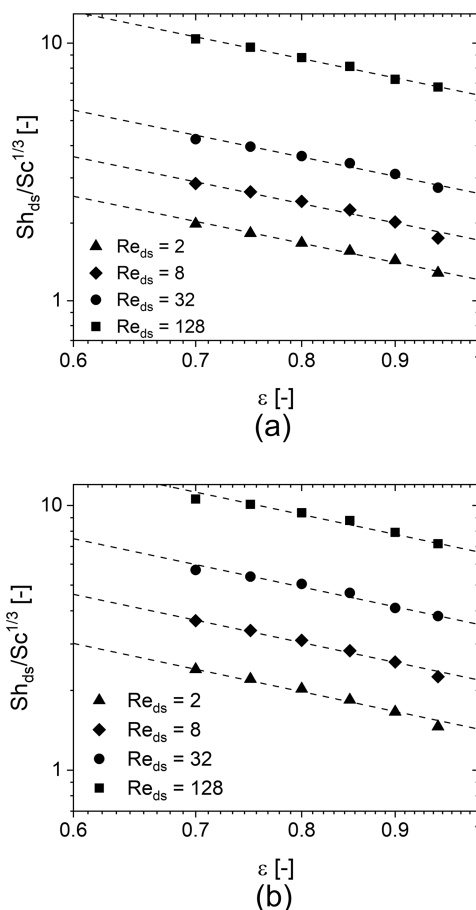 10
1
Sh_ds/Sc^1/3 [-]
Re_ds = 2
Re_ds = 8
Re_ds = 32
Re_ds = 128
0.6 0.7 0.8 0.9
ε [-]
(a)
10
1
Sh_ds/Sc^1/3 [-]
Re_ds = 2
Re_ds = 8
Re_ds = 32
Re_ds = 128
0.6 0.7 0.8 0.9
ε [-]
(b)